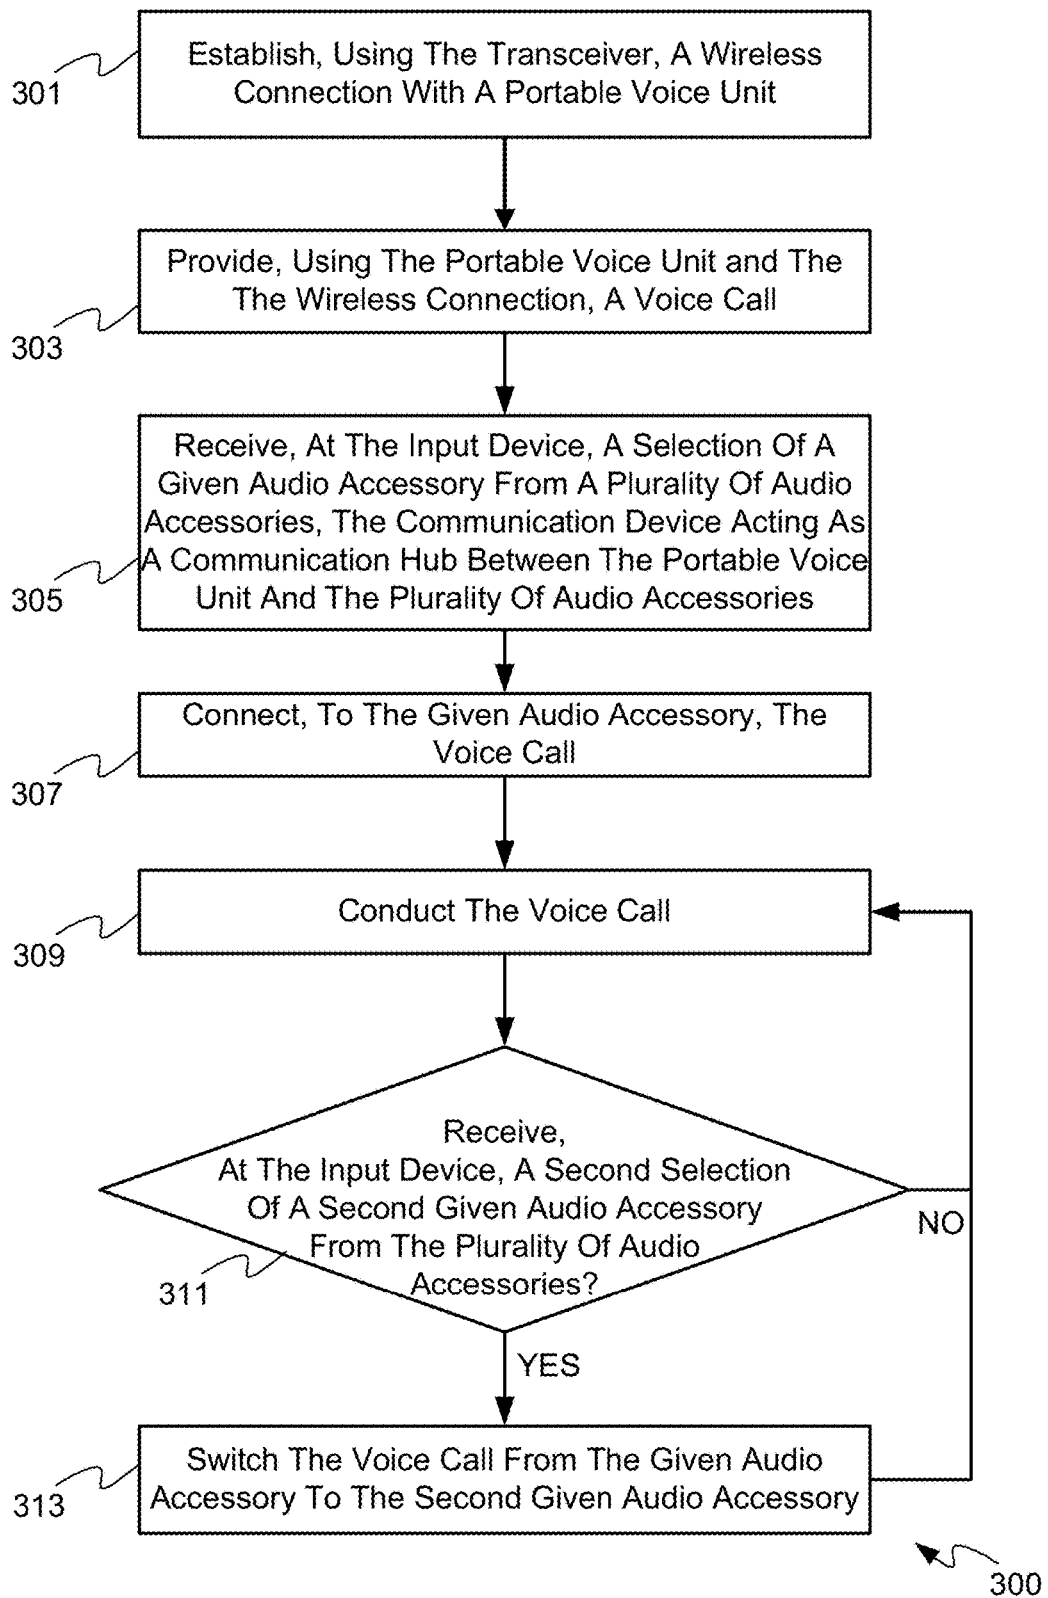 Establish, Using The Transceiver, A Wireless
Connection With A Portable Voice Unit
301
Provide, Using The Portable Voice Unit and The
The Wireless Connection, A Voice Call
303
Receive, At The Input Device, A Selection Of A
Given Audio Accessory From A Plurality Of Audio
Accessories, The Communication Device Acting As
A Communication Hub Between The Portable Voice
Unit And The Plurality Of Audio Accessories
305
Connect, To The Given Audio Accessory, The
Voice Call
307
Conduct The Voice Call
309
Receive,
At The Input Device, A Second Selection
Of A Second Given Audio Accessory
From The Plurality Of Audio
Accessories?
311
NO
YES
Switch The Voice Call From The Given Audio
Accessory To The Second Given Audio Accessory
313
300